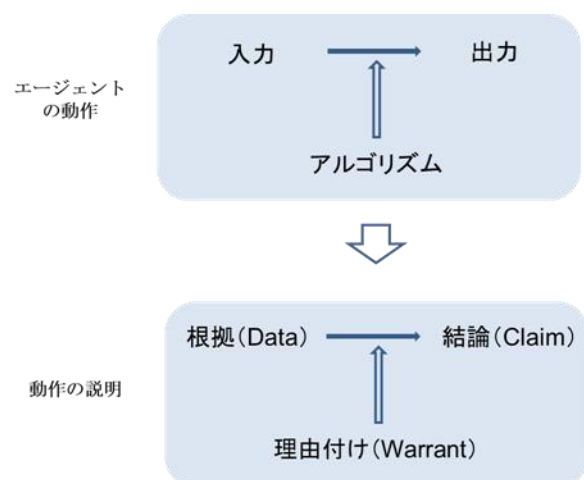 エージェント
の動作
入力
出力
アルゴリズム
動作の説明
根拠(Data)
結論(Claim)
理由付け(Warrant)